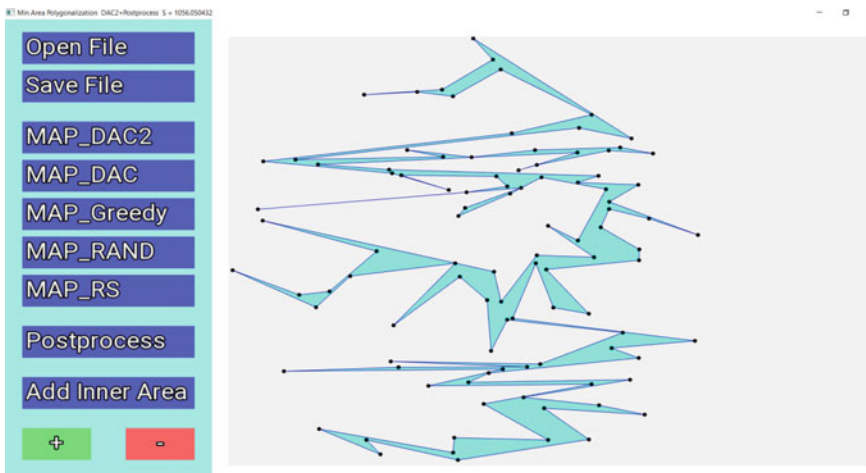 Min Area Polygonalization DAC2+Postprocess S = 1056.050432
Open File
Save File
MAP_DAC2
MAP_DAC
MAP_Greedy
MAP_RAND
MAP_RS
Postprocess
Add Inner Area
+ -